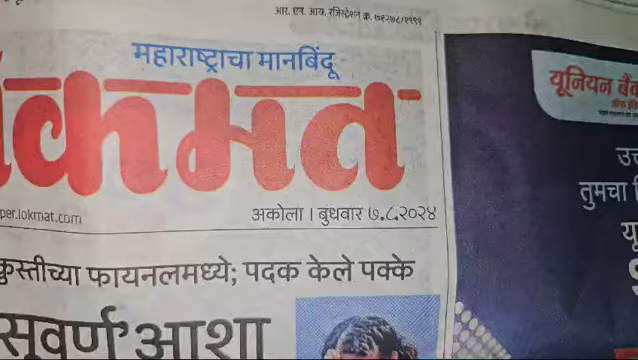 आर. एन. आय. रजिस्ट्रेशन क्र. ७१२७८/१९९९
महाराष्ट्राचा मानबिंदू
कमत
per.lokmat.com
अकोला । बुधवार ७.८.२०२४
कुस्तीच्या फायनलमध्ये; पदक केले पक्के
सुवर्ण' आशा
यूनियन बैंक
तुमचा